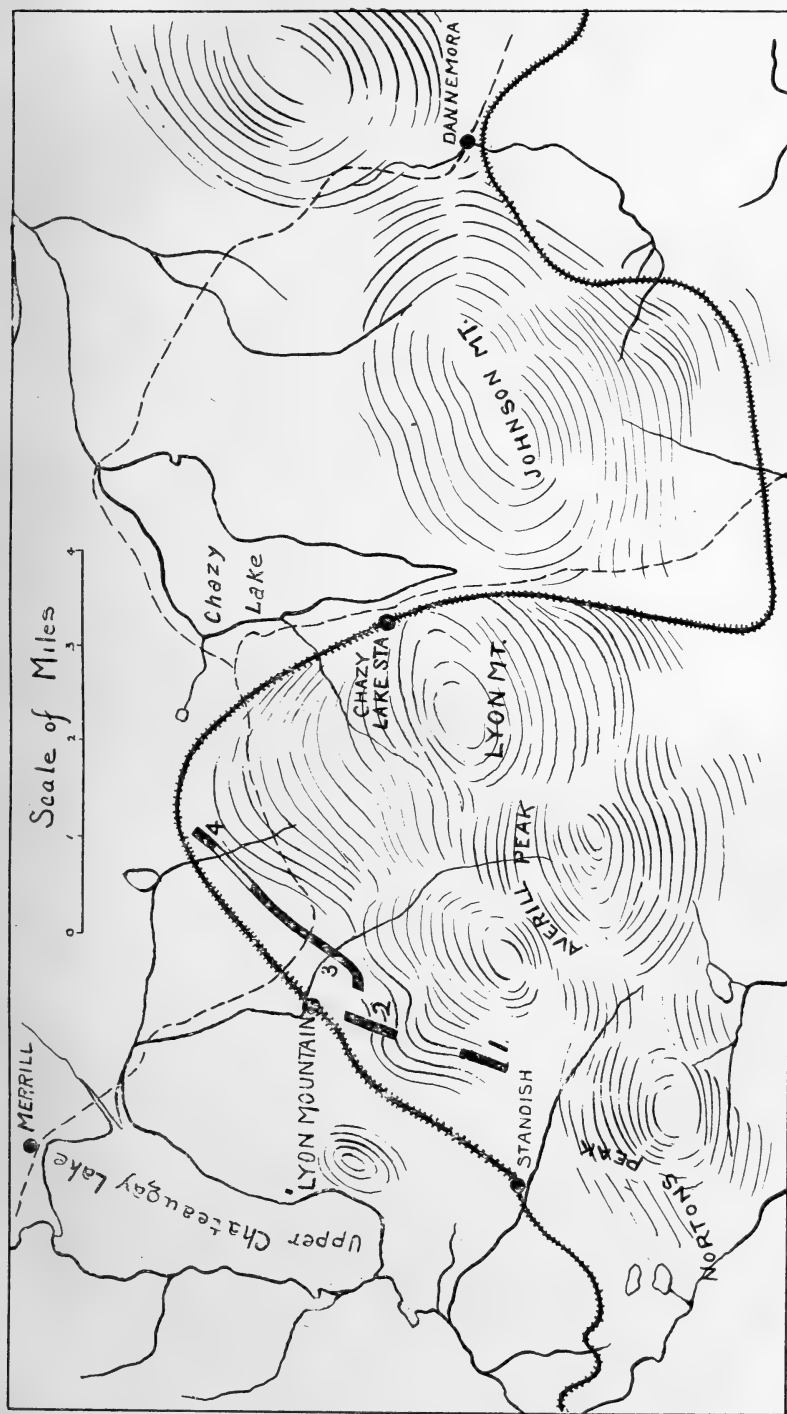 Scale of Miles
0 1 2 3 4
MERRILL
Upper Chateaugay Lake
LYON MOUNTAIN
4
3
2
1
STANDISH
NORTONS PEAK
AVERILL PEAK
LYON MT.
CHAZY
LAKE STA
Chazy
Lake
JOHNSON MT.
DANNEMORA